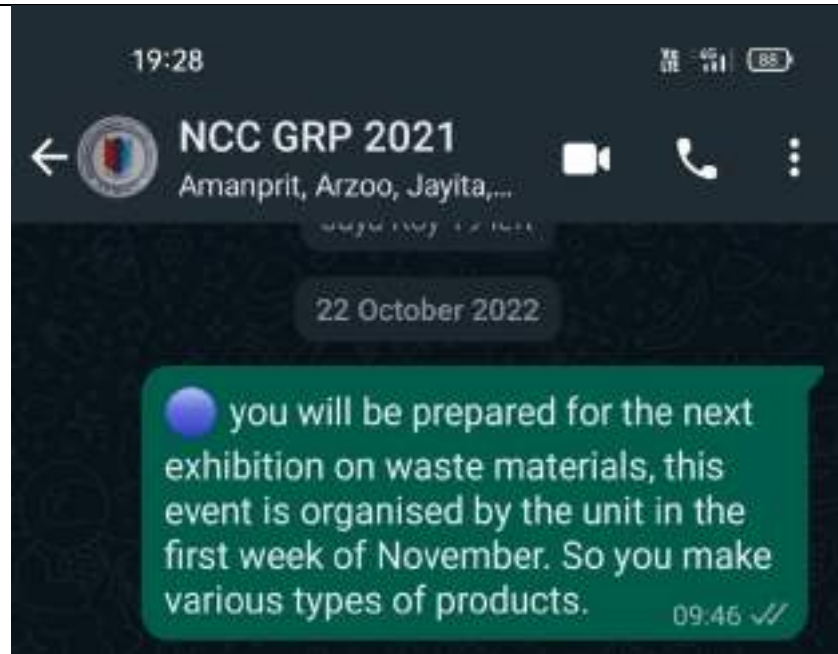 19:28
88
NCC GRP 2021
Amanprit, Arzoo, Jayita,...
22 October 2022
you will be prepared for the next
exhibition on waste materials, this
event is organised by the unit in the
first week of November. So you make
various types of products.
09:46